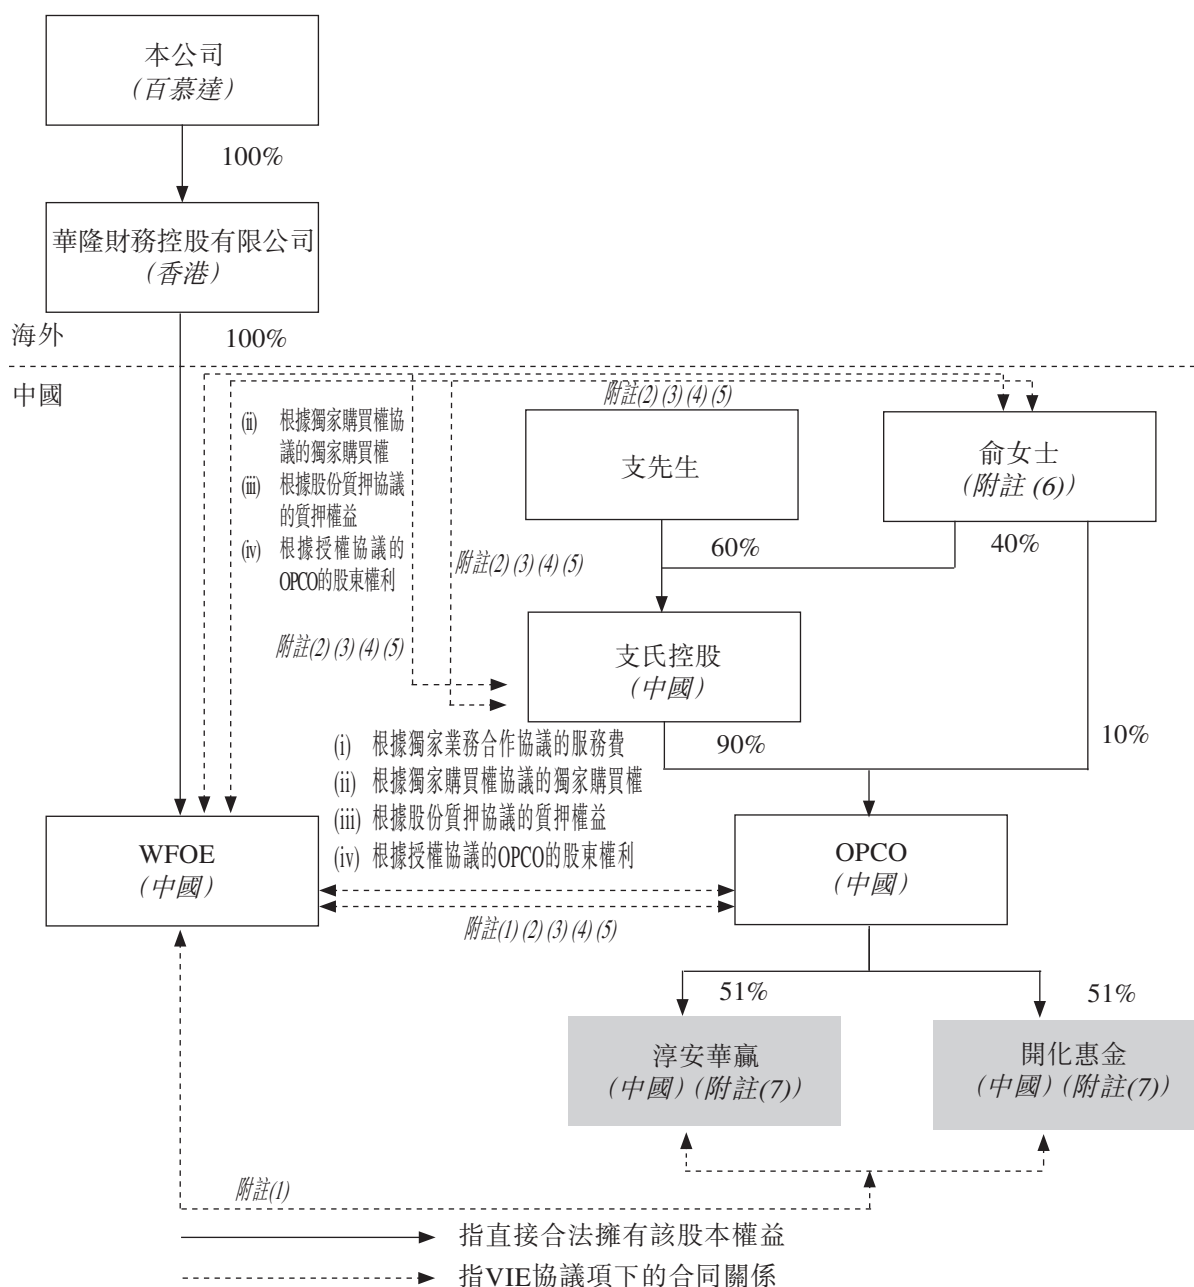 本公司
（百慕達）
100%
華隆財務控股有限公司
（香港）
海外
100%
中國
附註(2) (3) (4) (5)
(ii) 根據獨家購買權協
議的獨家購買權
(iii) 根據股份質押協議
的質押權益
(iv) 根據授權協議的
OPCO的股東權利
支先生
俞女士
（附註 (6)）
60%
40%
附註(2) (3) (4) (5)
附註(2) (3) (4) (5)
支氏控股
（中國）
90%
10%
(i) 根據獨家業務合作協議的服務費
(ii) 根據獨家購買權協議的獨家購買權
(iii) 根據股份質押協議的質押權益
(iv) 根據授權協議的OPCO的股東權利
WFOE
（中國）
OPCO
（中國）
附註(1) (2) (3) (4) (5)
51%
51%
淳安華贏
（中國）（附註(7)）
開化惠金
（中國）（附註(7)）
附註(1)
指直接合法擁有該股本權益
指VIE協議項下的合同關係